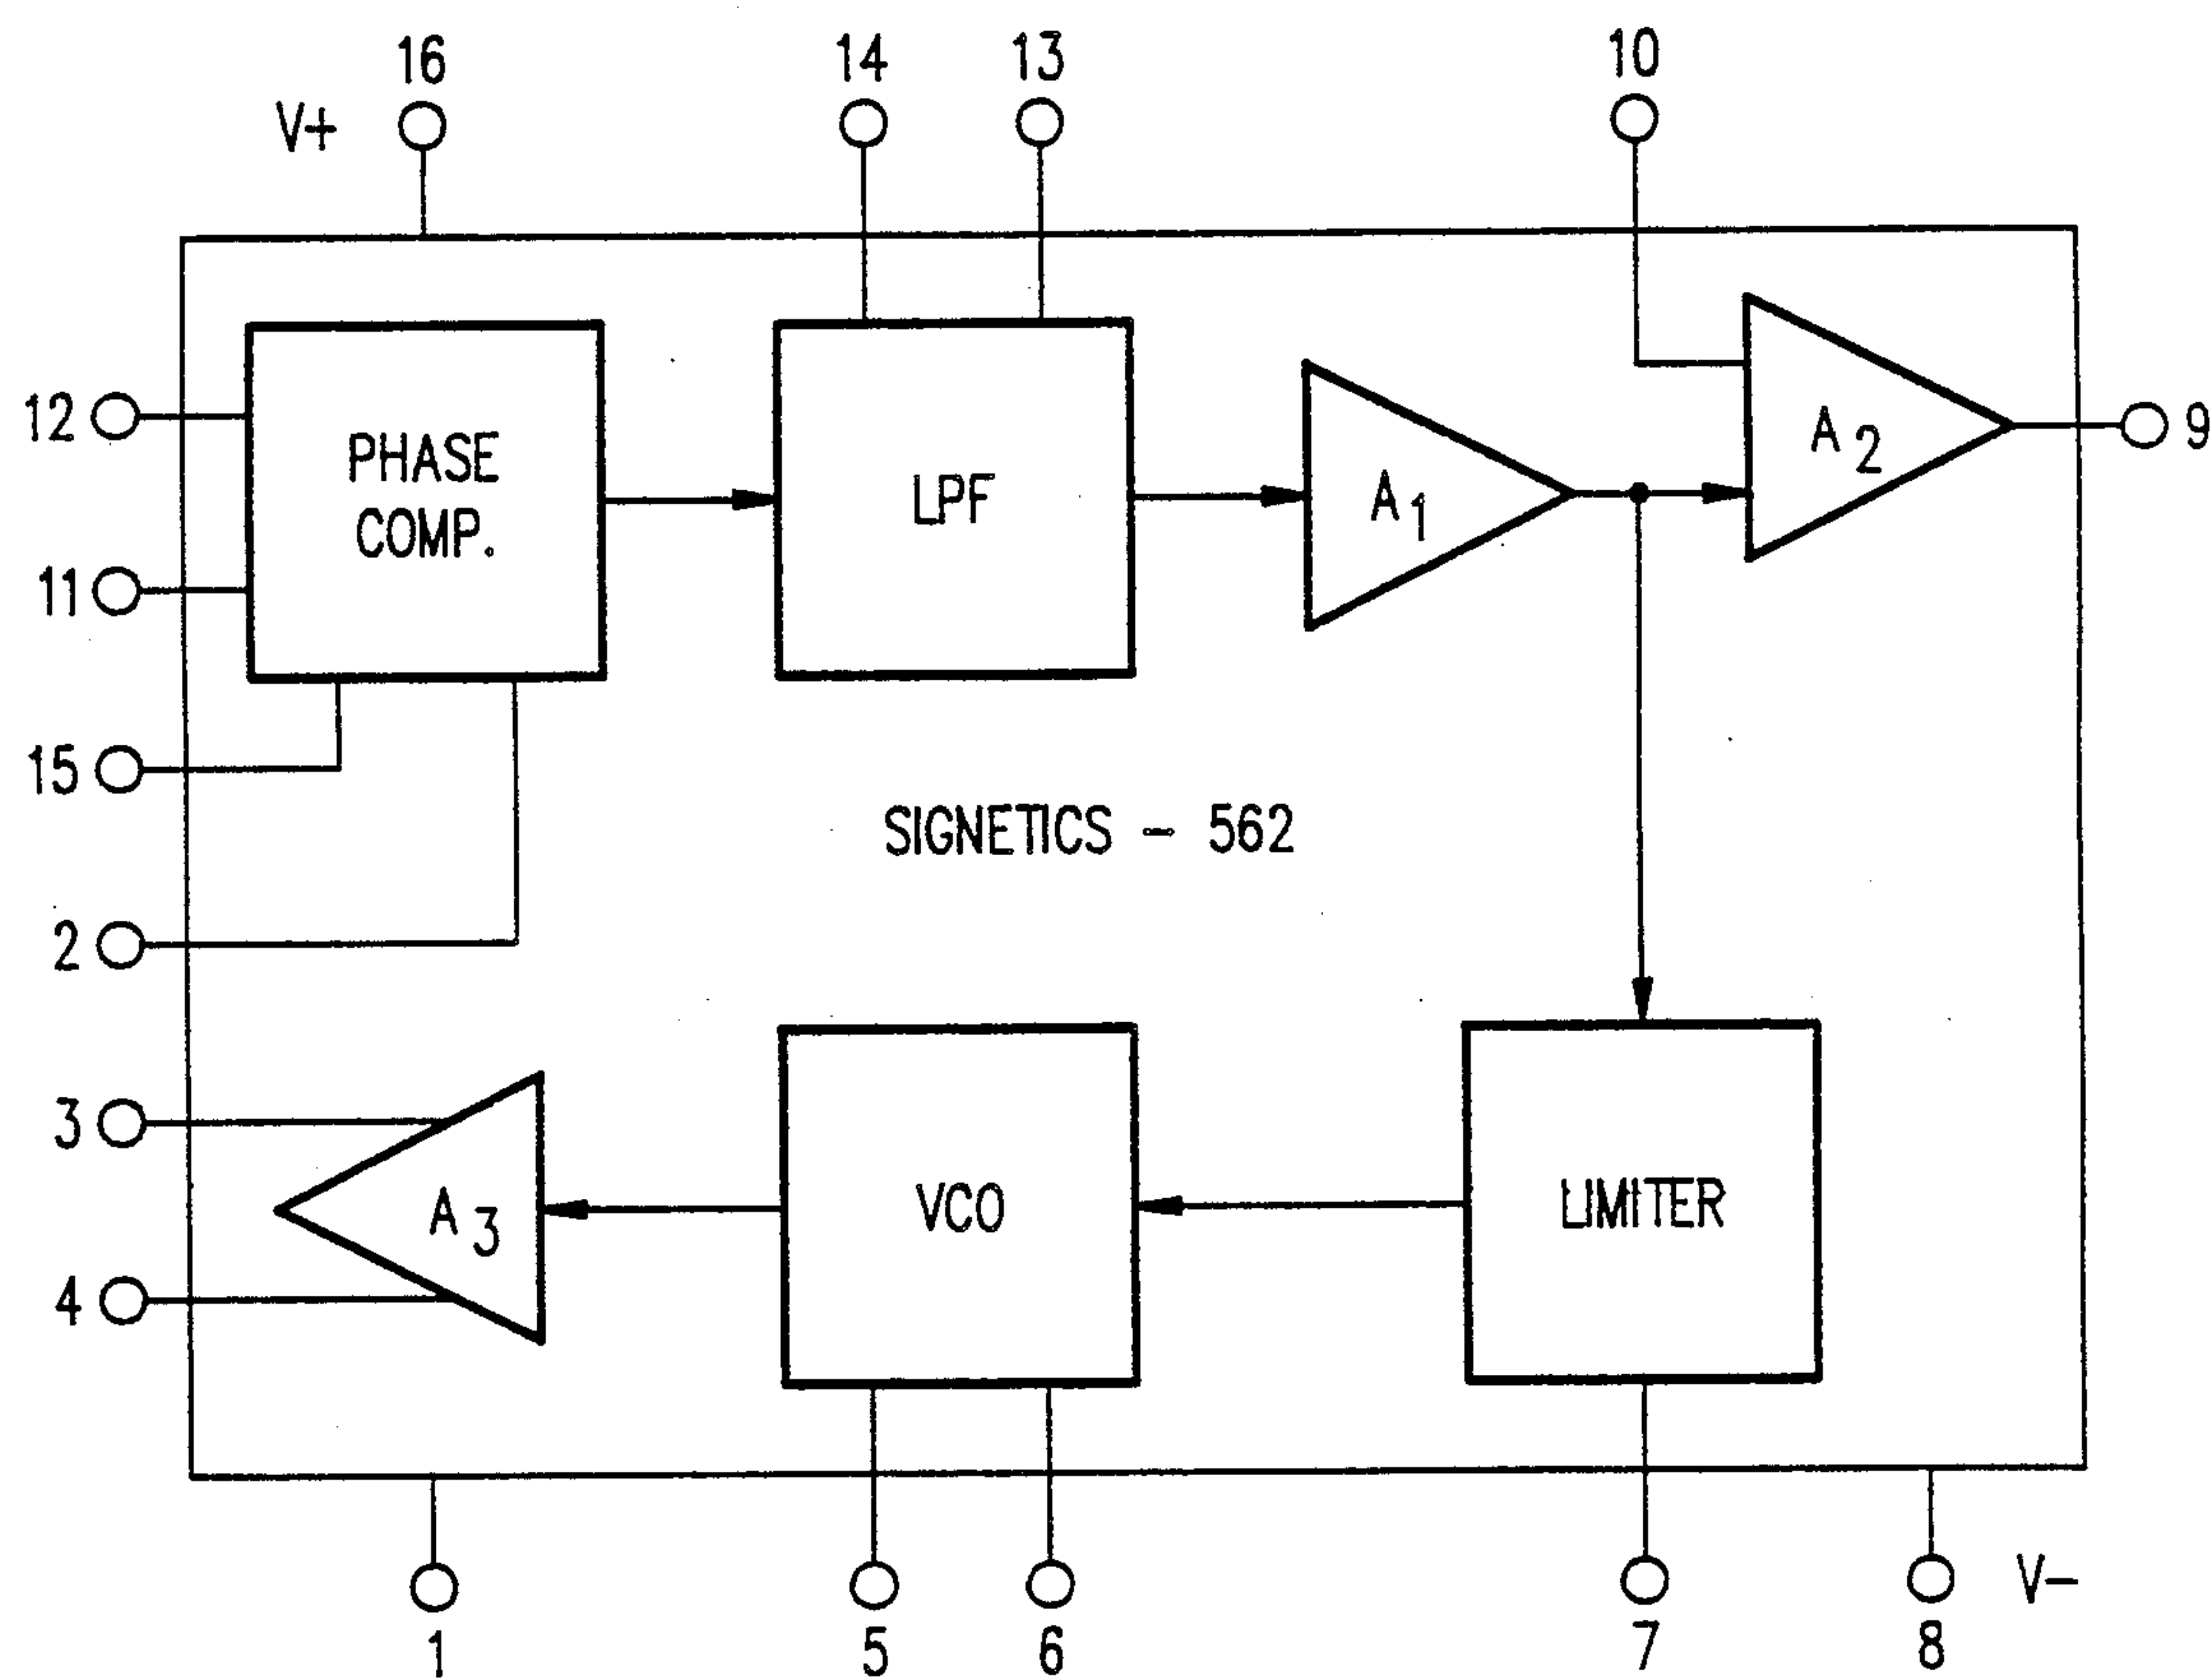 16
14
13
10
V+
12
PHASE
COMP.
LPF
A1
A2
9
11
15
SIGNETICS - 562
2
3
A3
VCO
LIMITER
4
V-
1
5
6
7
8